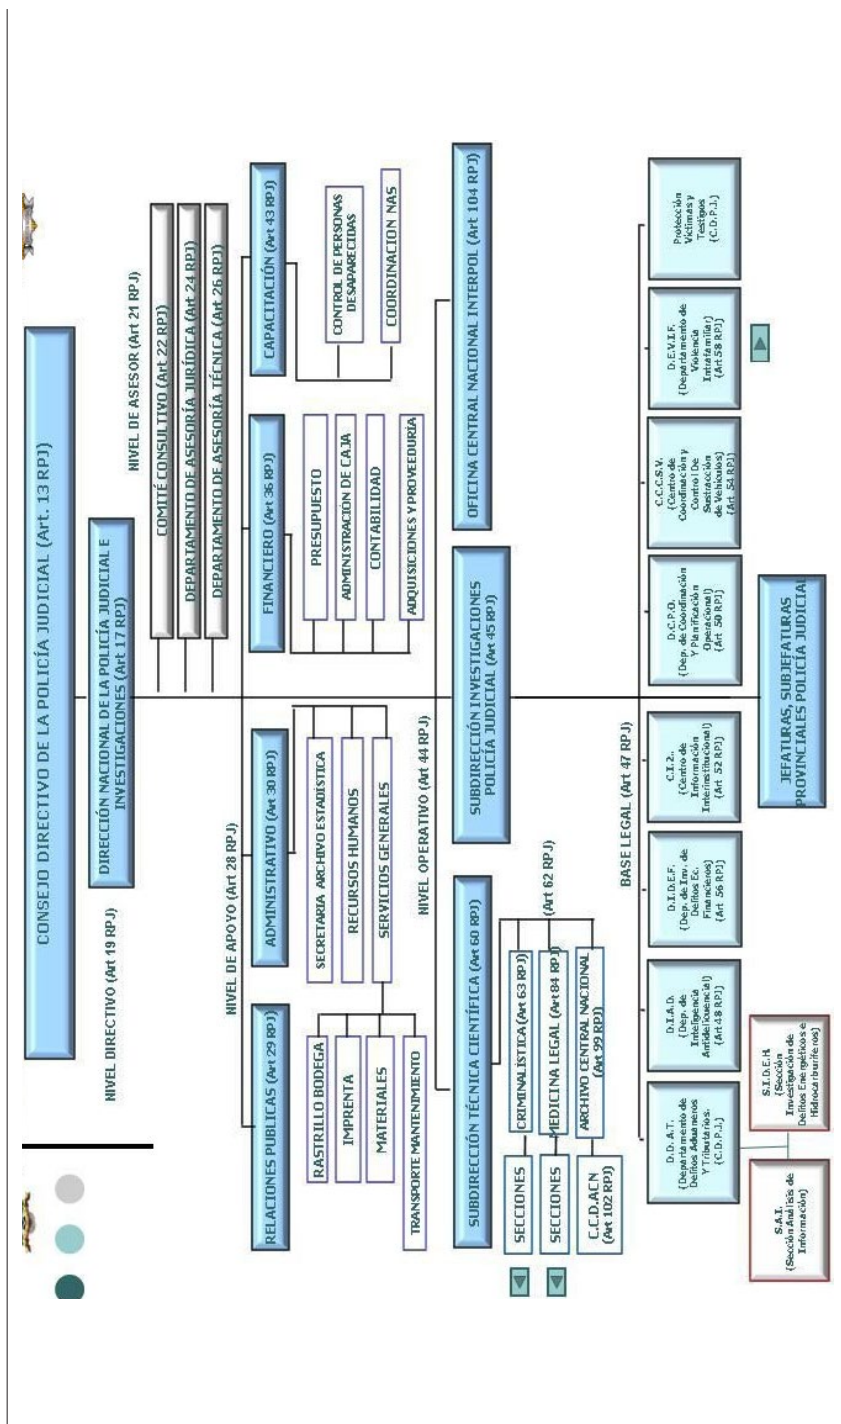 CONSEJO DIRECTIVO DE LA POLICÍA JUDICIAL (Art. 13 RPJ)
NIVEL DIRECTIVO (Art 19 RPJ)
DIRECCIÓN NACIONAL DE LA POLICÍA JUDICIAL E
INVESTIGACIONES (Art 17 RPJ)
NIVEL DE ASESOR (Art 21 RPJ)
COMITÉ CONSULTIVO (Art 22 RPJ)
DEPARTAMENTO DE ASESORÍA JURÍDICA (Art 24 RPJ)
DEPARTAMENTO DE ASESORÍA TÉCNICA (Art 26 RPJ)
NIVEL DE APOYO (Art 28 RPJ)
RELACIONES PUBLICAS (Art 29 RPJ)
ADMINISTRATIVO (Art 30 RPJ)
FINANCIERO (Art 36 RPJ)
CAPACITACIÓN (Art 43 RPJ)
RASTRILLO BODEGA
IMPRENTA
MATERIALES
TRANSPORTE MANTENIMIENTO
SECRETARIA ARCHIVO ESTADÍSTICA
RECURSOS HUMANOS
SERVICIOS GENERALES
PRESUPUESTO
ADMINISTRACIÓN DE CAJA
CONTABILIDAD
ADQUISICIONES Y PROVEEDURÍA
CONTROL DE PERSONAS
DESAPARECIDAS
COORDINACION NAS
NIVEL OPERATIVO (Art 44 RPJ)
SUBDIRECCIÓN TÉCNICA CIENTÍFICA (Art 60 RPJ)
SUBDIRECCIÓN INVESTIGACIONES
POLICÍA JUDICIAL (Art 45 RPJ)
OFICINA CENTRAL NACIONAL INTERPOL (Art 104 RPJ)
SECCIONES
CRIMINALÍSTICA (Art 63 RPJ)
SECCIONES
MEDICINA LEGAL (Art 84 RPJ)
(Art 62 RPJ)
C.C.D.ACN
(Art 102 RPJ)
ARCHIVO CENTRAL NACIONAL
(Art 99 RPJ)
BASE LEGAL (Art 47 RPJ)
D.D.A.T.
(Departamento de
Delitos Aduaneros
Y Tributarios.
(C.D.P.J.)
D.I.A.D.
(Dep. de
Inteligencia
Antidelicuencial)
(Art 48 RPJ)
D.I.D.E.F.
(Dep. de Inv. de
Delitos Ec.
Financieros)
(Art 56 RPJ)
C.I.2..
(Centro de
Información
Interinstitucional)
(Art 52 RPJ)
D.C.P.O.
(Dep. de Coordinación
Y Planificación
Operacional)
(Art 50 RPJ)
C.C.C.S.V.
(Centro de
Coordinación y
Control De
Sustracción
de Vehículos)
(Art 54 RPJ)
D.E.V.I.F.
(Departamento de
Violencia
Intrafamiliar)
(Art 58 RPJ)
Protección
Víctimas y
Testigos
(C.D.P.J.)
S.A.I.
(Sección Análisis de
Información)
S.I.D.E.H.
(Sección
Investigación de
Delitos Energéticos e
Hidrocarburíferos)
JEFATURAS, SUBJEFATURAS
PROVINCIALES POLICÍA JUDICIAL